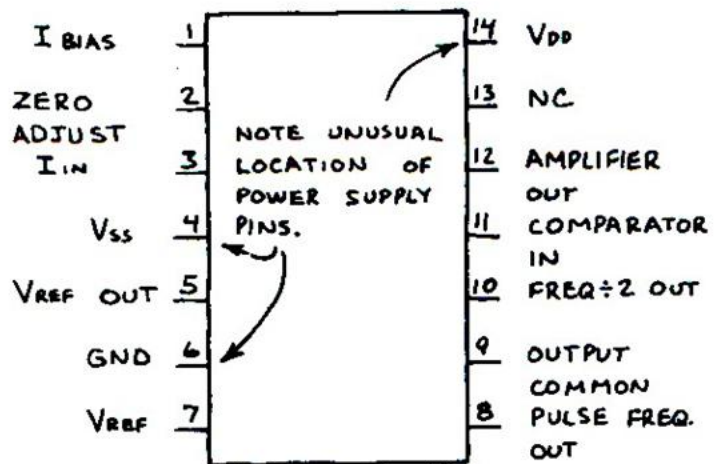 I BIAS 1
ZERO ADJUST 2
I IN 3
VSS 4
VREF OUT 5
GND 6
VREF 7
NOTE UNUSUAL
LOCATION OF
POWER SUPPLY
PINS.
14 VDD
13 NC
12 AMPLIFIER
OUT
11 COMPARATOR
IN
10 FREQ÷2 OUT
9 OUTPUT
COMMON
8 PULSE FREQ.
OUT